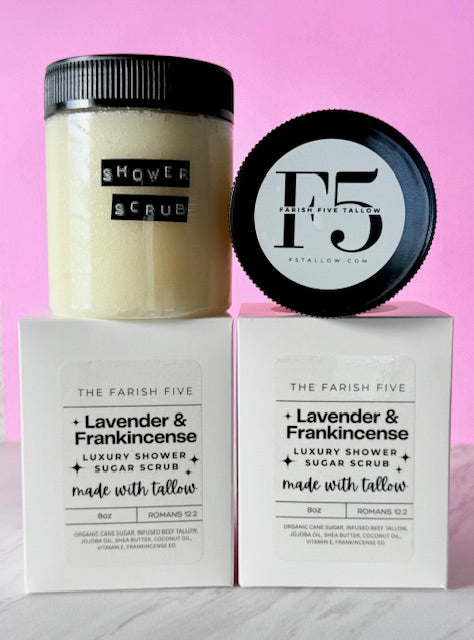 SHOWER
SCRUB
F5
FARISH FIVE TALLOW
F5TALLOW.COM
THE FARISH FIVE
Lavender &
Frankincense
LUXURY SHOWER
SUGAR SCRUB
made with tallow
8oz ROMANS 12:2
ORGANIC CANE SUGAR, INFUSED BEEF TALLOW,
JOJOBA OIL, SHEA BUTTER, COCONUT OIL,
VITAMIN E, FRANKINCENSE EO
THE FARISH FIVE
Lavender &
Frankincense
LUXURY SHOWER
SUGAR SCRUB
made with tallow
8oz ROMANS 12:2
ORGANIC CANE SUGAR, INFUSED BEEF TALLOW,
JOJOBA OIL, SHEA BUTTER, COCONUT OIL,
VITAMIN E, FRANKINCENSE EO